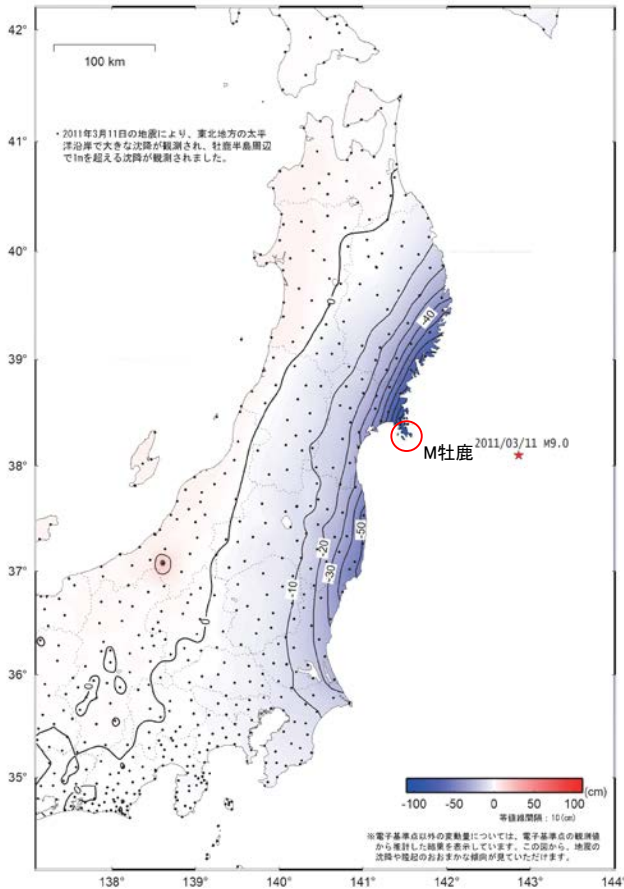 42°
100 km
・2011年3月11日の地震により、東北地方の太平
洋沿岸で大きな沈降が観測され、牡鹿半島周辺
で1mを超える沈降が観測されました。
41°
40°
0
-40
39°
2011/03/11 M9.0
M牡鹿
38°
-50
37°
-20
-30
-10
0
36°
0
35°
-100 -50 0 50 100
(cm)
等値線間隔：10(cm)
※電子基準点以外の変動量については、電子基準点の観測値
から推計した結果を表示しています。この図から、地震の
沈降や隆起のおおまかな傾向が見ていただけます。
138° 139° 140° 141° 142° 143° 144°